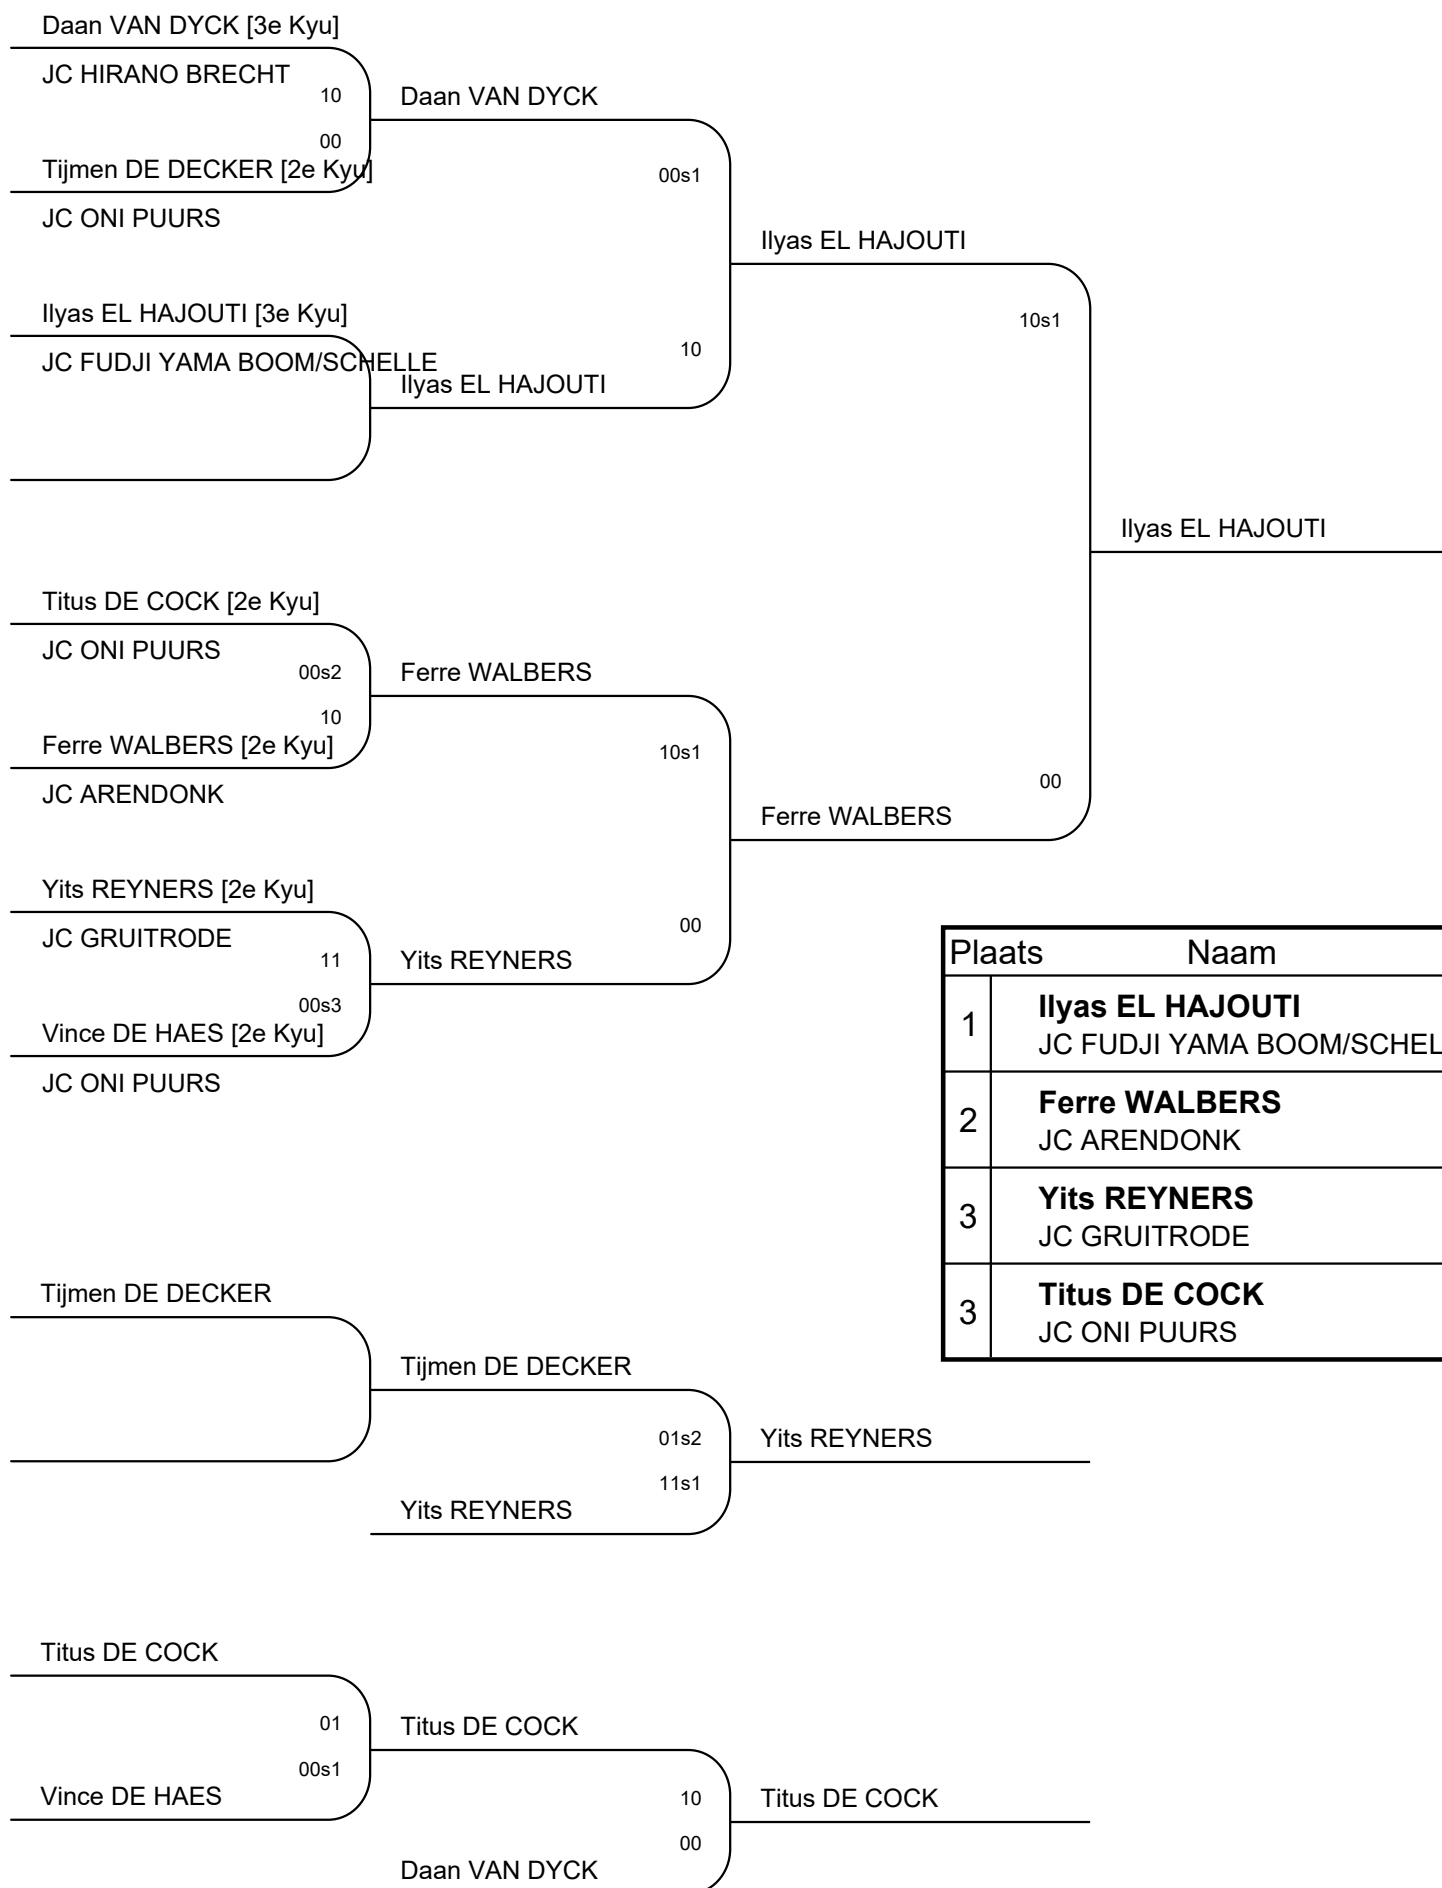 Daan VAN DYCK [3e Kyu]
JC HIRANO BRECHT
10
00
Tijmen DE DECKER [2e Kyu]
JC ONI PUURS
Daan VAN DYCK
00s1
Ilyas EL HAJOUTI [3e Kyu]
JC FUDJI YAMA BOOM/SCHELLE
10
Ilyas EL HAJOUTI
Ilyas EL HAJOUTI
10s1
Ilyas EL HAJOUTI
Titus DE COCK [2e Kyu]
JC ONI PUURS
00s2
10
Ferre WALBERS [2e Kyu]
JC ARENDONK
Ferre WALBERS
10s1
00
Ferre WALBERS
Yits REYNERS [2e Kyu]
JC GRUITRODE
11
00s3
Vince DE HAES [2e Kyu]
JC ONI PUURS
00
Yits REYNERS
Plaats Naam
1 Ilyas EL HAJOUTI
JC FUDJI YAMA BOOM/SCHEL
2 Ferre WALBERS
JC ARENDONK
3 Yits REYNERS
JC GRUITRODE
3 Titus DE COCK
JC ONI PUURS
Tijmen DE DECKER
Tijmen DE DECKER
01s2
11s1
Yits REYNERS
Yits REYNERS
Titus DE COCK
01
00s1
Vince DE HAES
Titus DE COCK
10
00
Daan VAN DYCK
Titus DE COCK